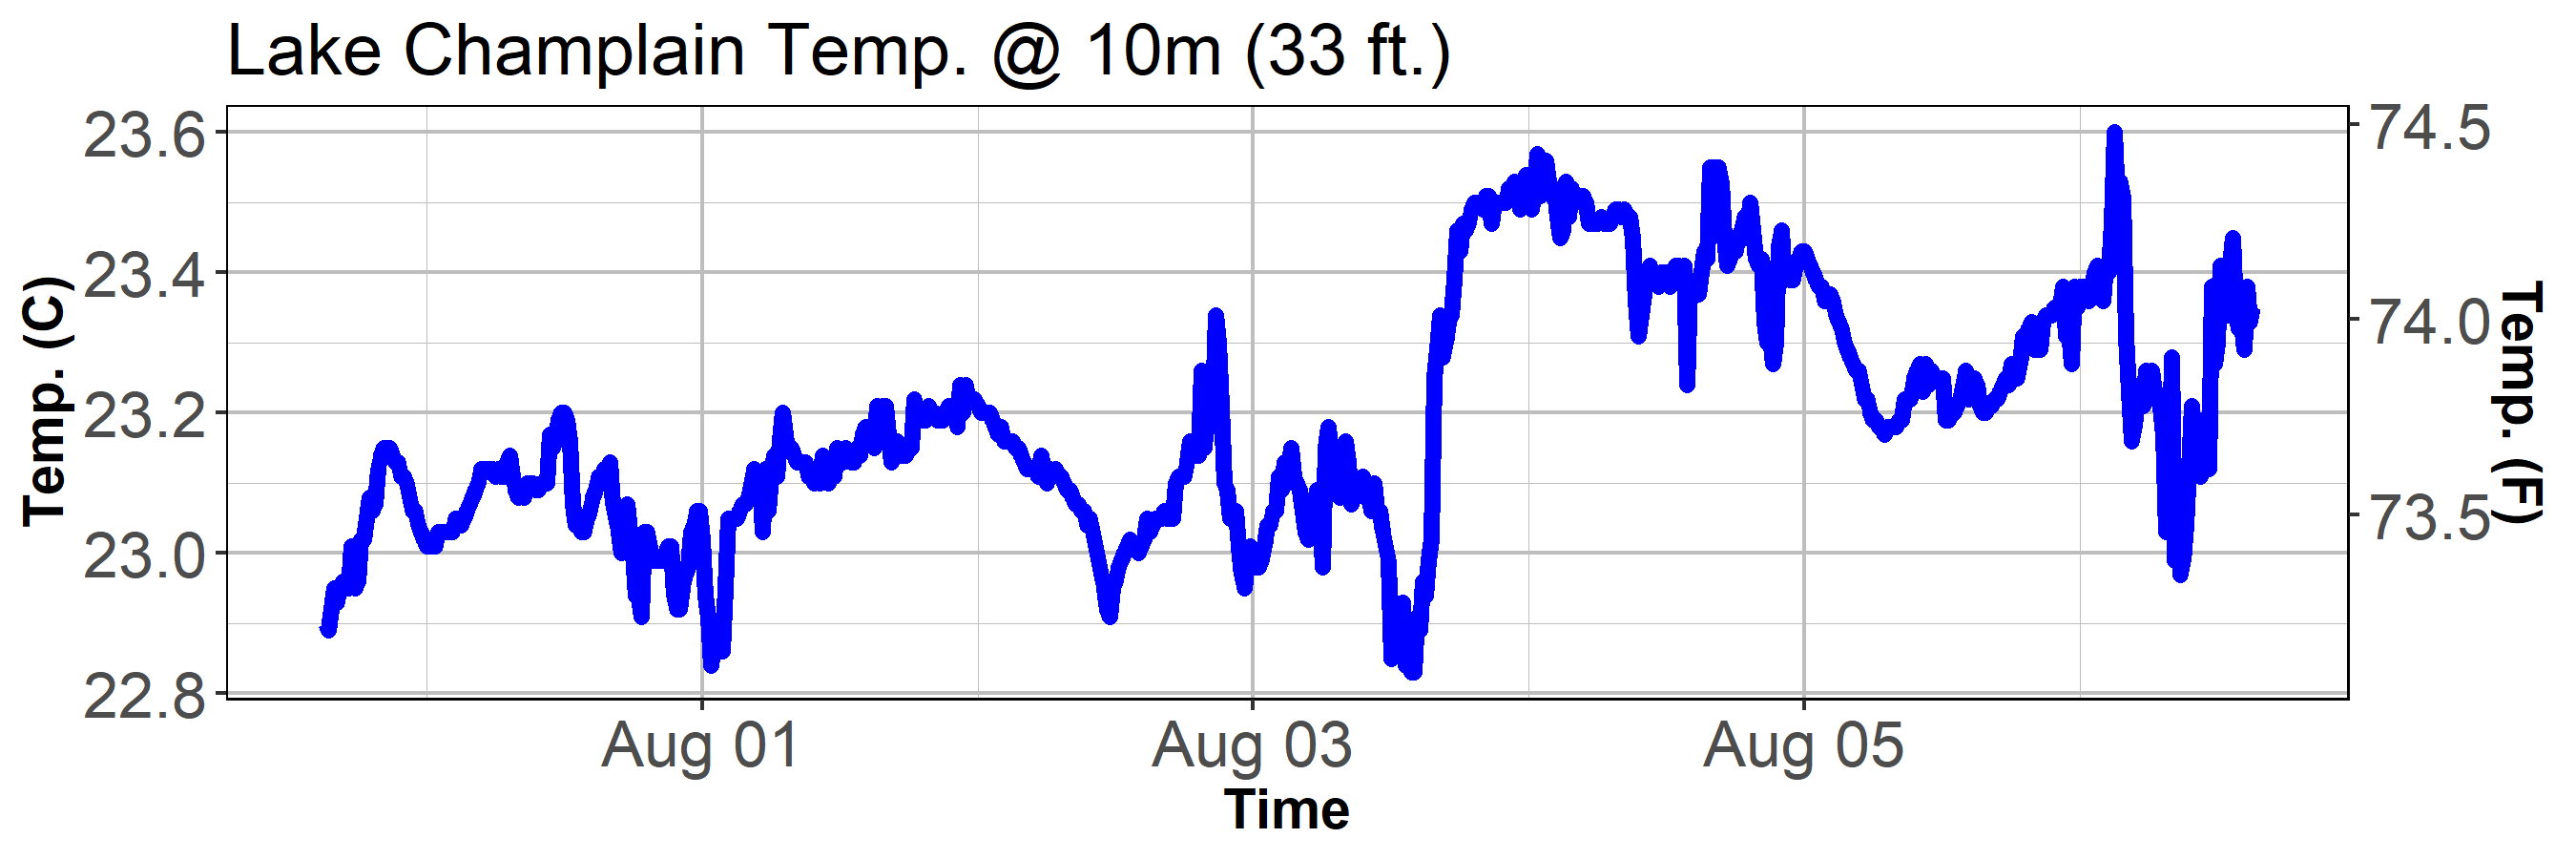 Lake Champlain Temp. @ 10m (33 ft.)
23.6
23.4
23.2
23.0
22.8
Temp. (C)
74.5
74.0
73.5
Temp. (F)
Aug 01
Aug 03
Aug 05
Time